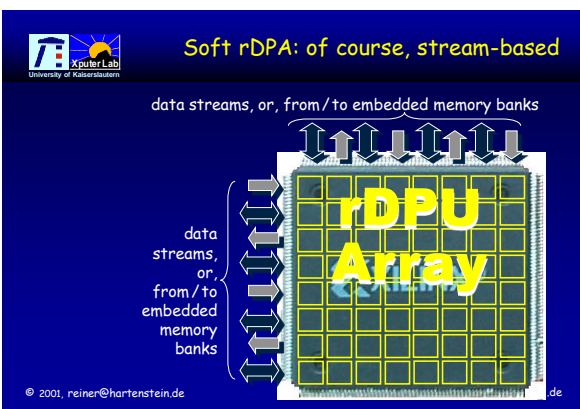 Soft rDPA: of course, stream-based
Xputer Lab
University of Kaiserslautern
data streams, or, from/to embedded memory banks
rDPU
Array
XILINX
data
streams,
or,
from/to
embedded
memory
banks
© 2001, reiner@hartenstein.de
.de